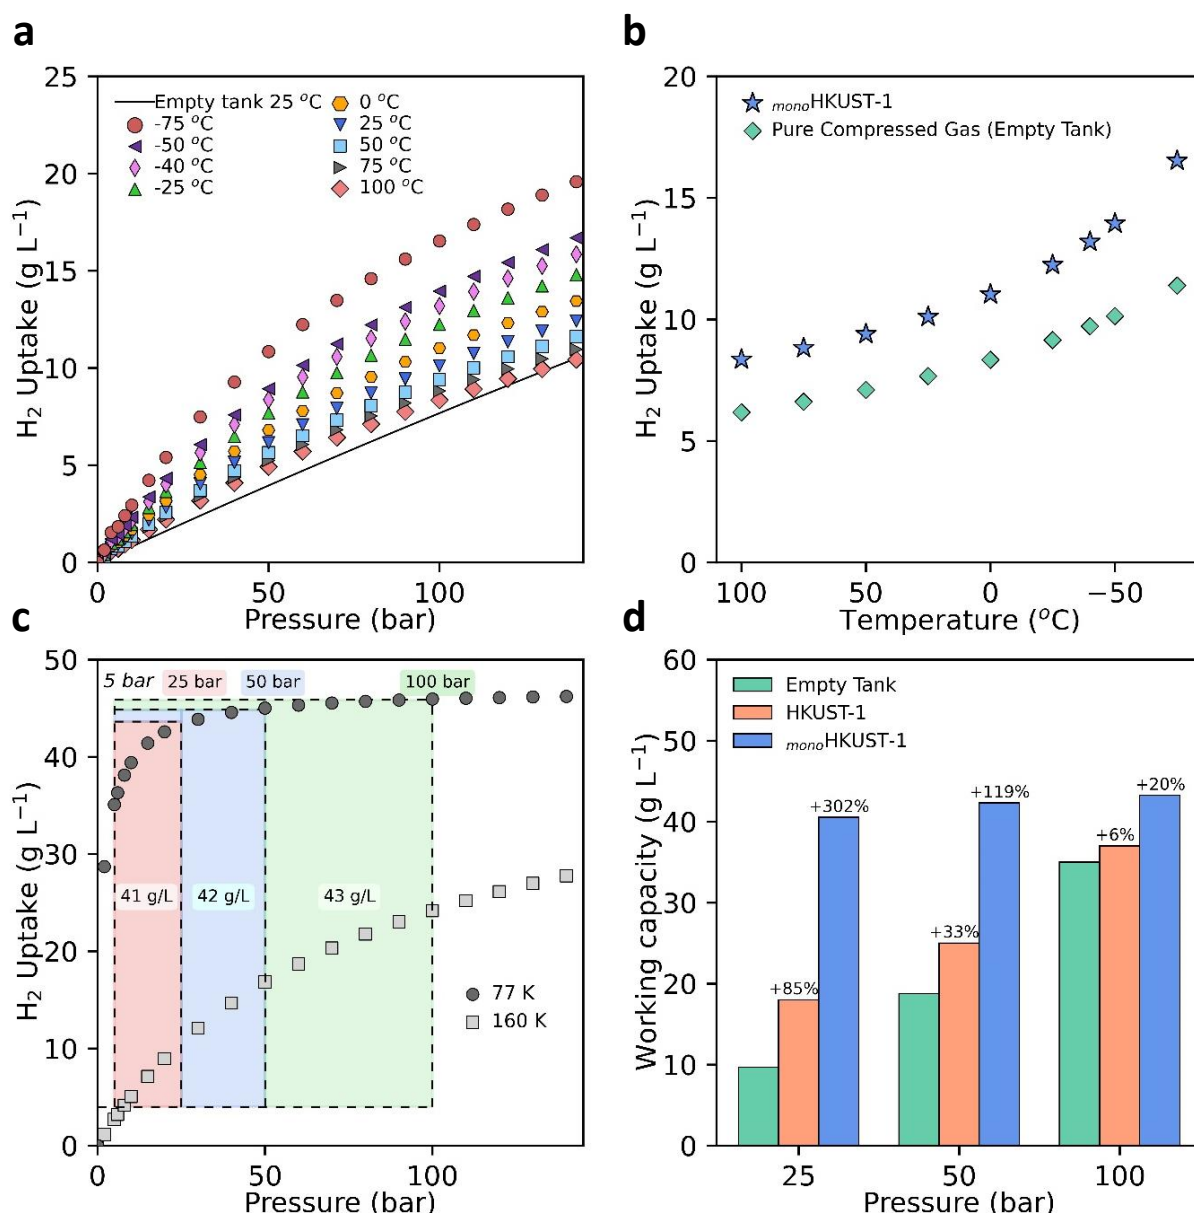 a
25
20
15
10
5
0
H₂ Uptake (g L⁻¹)
Empty tank 25 °C
-75 °C
-50 °C
-40 °C
-25 °C
0 °C
25 °C
50 °C
75 °C
100 °C
0 50 100
Pressure (bar)
b
20
15
10
5
0
H₂ Uptake (g L⁻¹)
monoHKUST-1
Pure Compressed Gas (Empty Tank)
100 50 0 −50
Temperature (°C)
c
50
40
30
20
10
0
H₂ Uptake (g L⁻¹)
5 bar 25 bar 50 bar 100 bar
41 g/L 42 g/L 43 g/L
77 K
160 K
0 50 100
Pressure (bar)
d
60
50
40
30
20
10
0
Working capacity (g L⁻¹)
Empty Tank
HKUST-1
monoHKUST-1
+85% +302% +33% +119% +6% +20%
25 50 100
Pressure (bar)